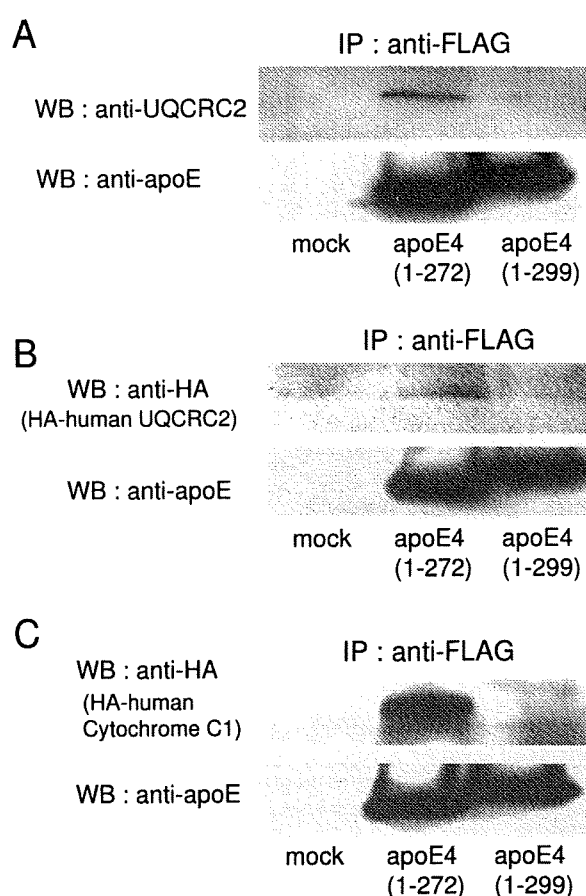 A
IP : anti-FLAG
WB : anti-UQCRC2
WB : anti-apoE
mock apoE4 apoE4
(1-272) (1-299)
B
IP : anti-FLAG
WB : anti-HA
(HA-human UQCRC2)
WB : anti-apoE
mock apoE4 apoE4
(1-272) (1-299)
C
IP : anti-FLAG
WB : anti-HA
(HA-human
Cytochrome C1)
WB : anti-apoE
mock apoE4 apoE4
(1-272) (1-299)